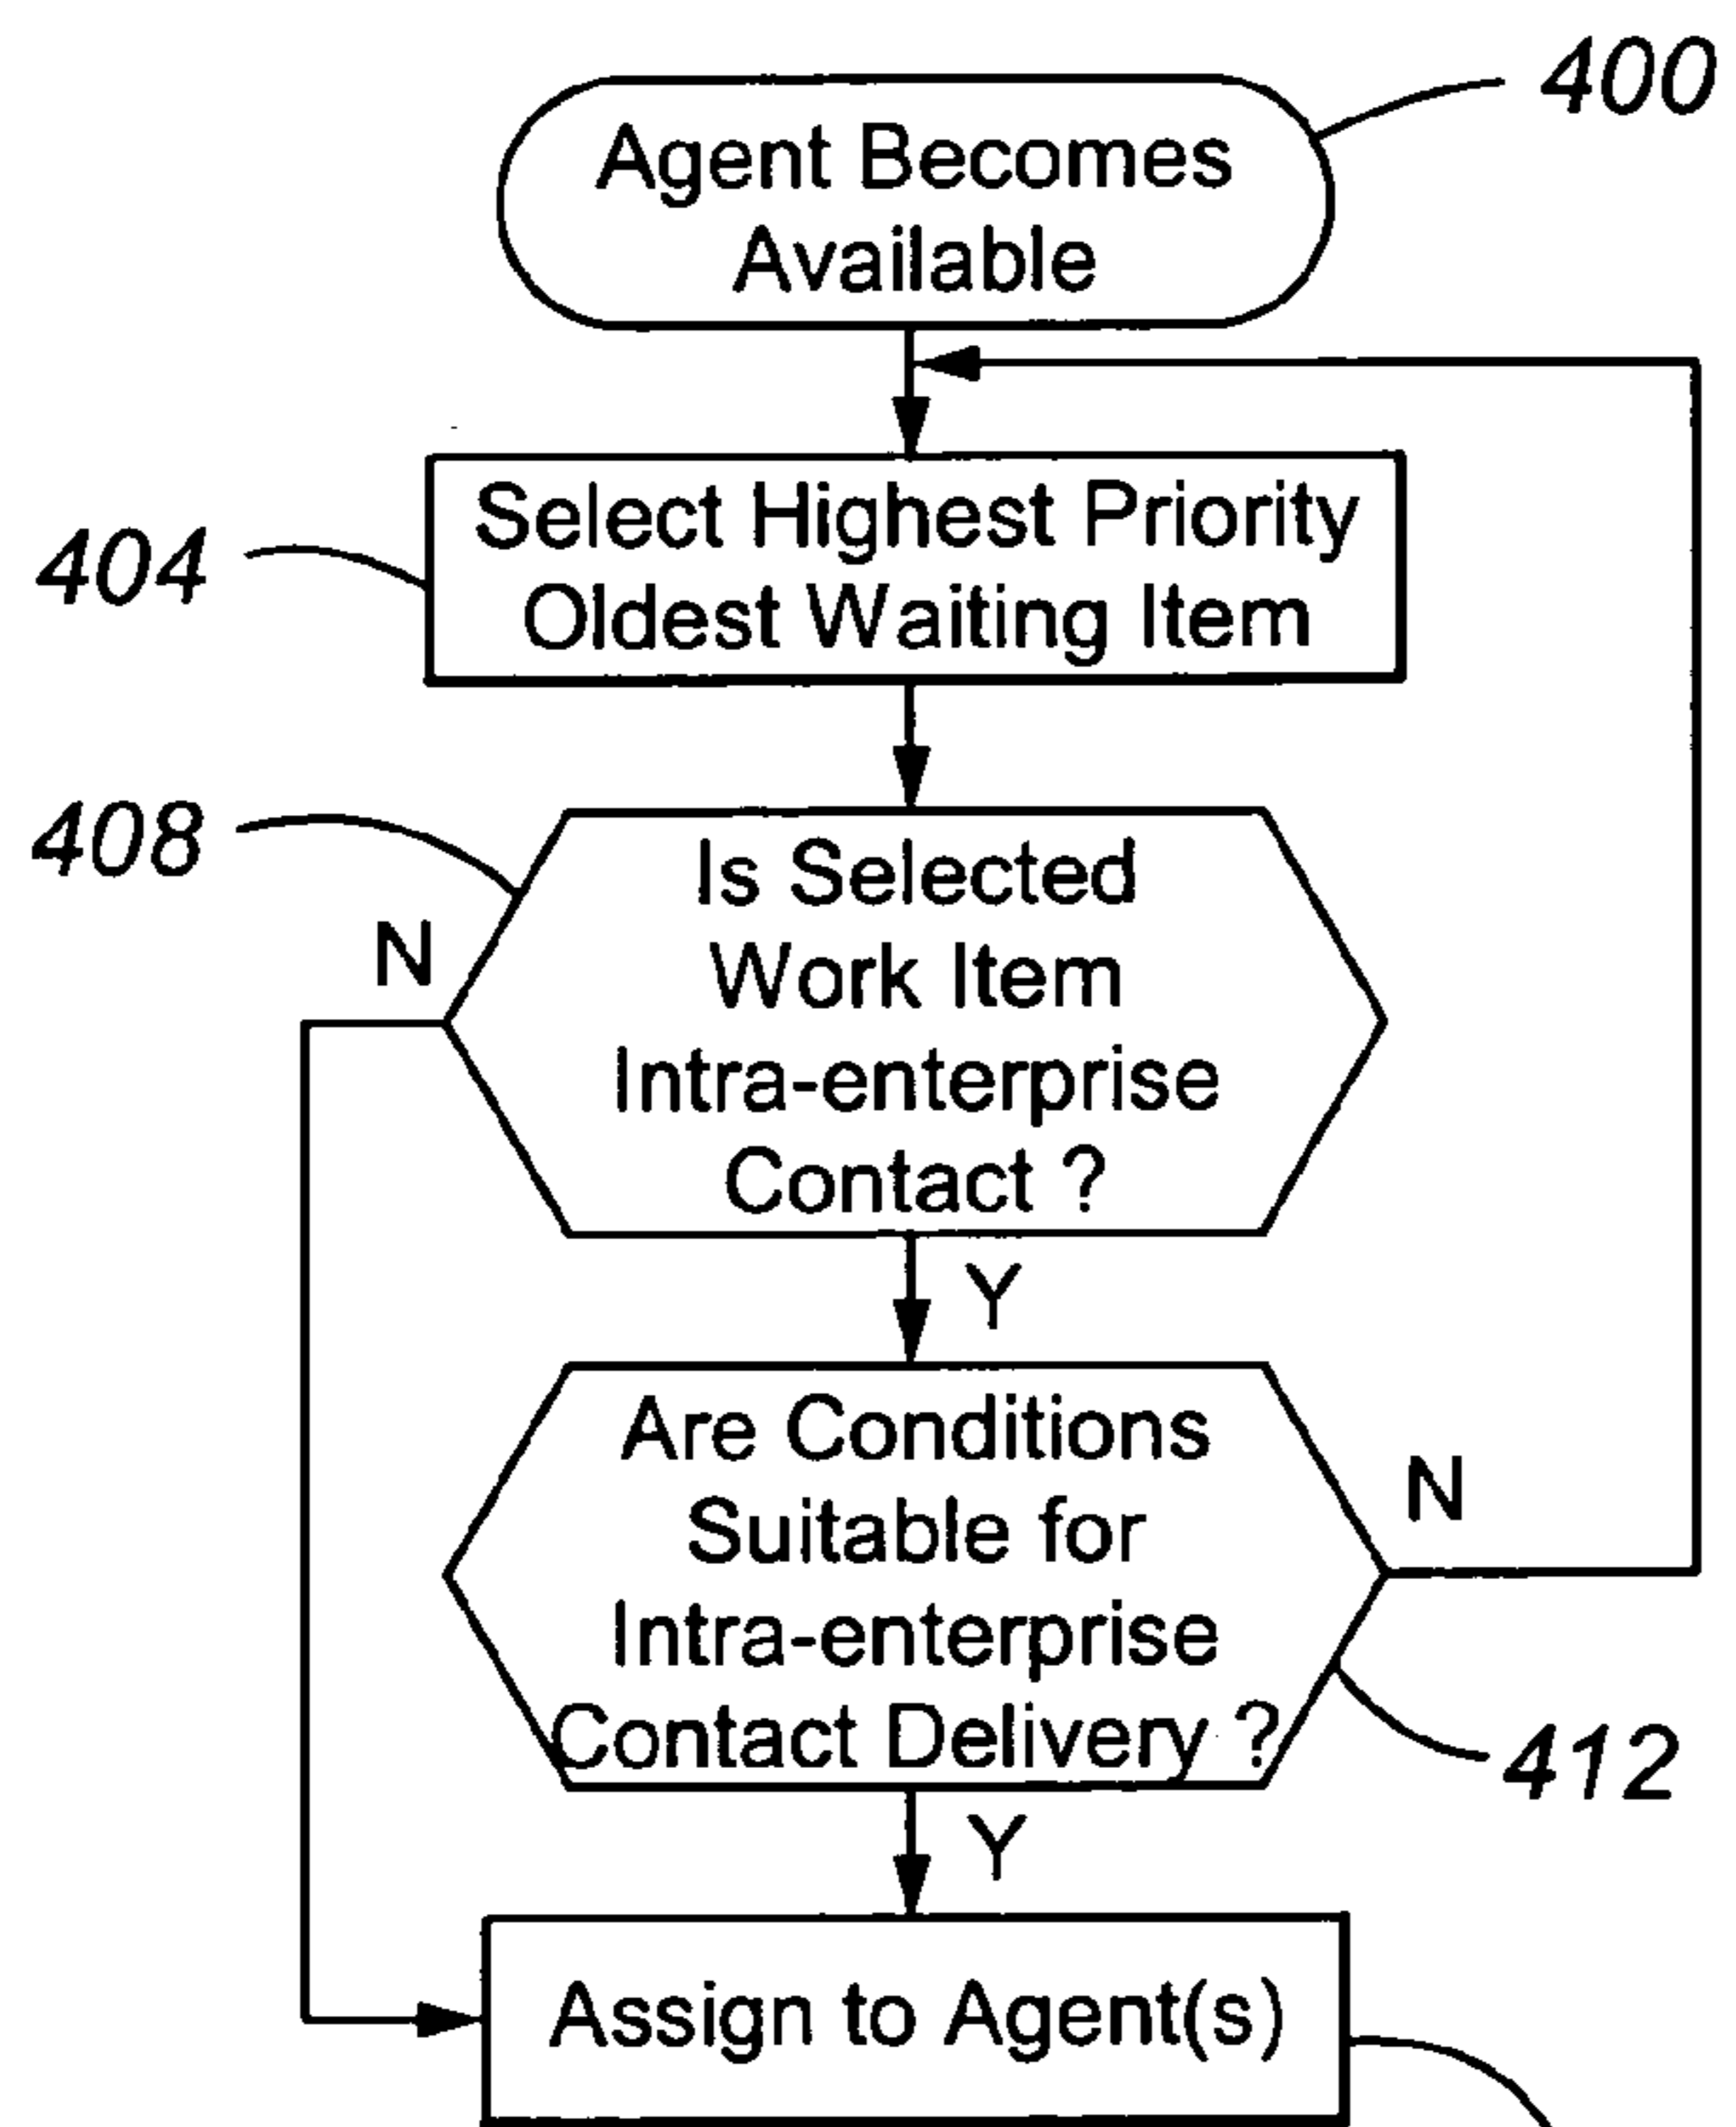 400
Agent Becomes
Available
404
Select Highest Priority
Oldest Waiting Item
408
N
Is Selected
Work Item
Intra-enterprise
Contact ?
Y
Are Conditions
Suitable for
Intra-enterprise
Contact Delivery ?
N
412
Y
Assign to Agent(s)